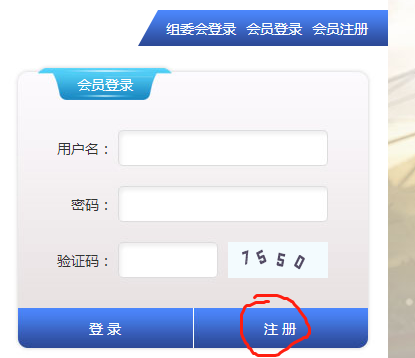 组委会登录 会员登录 会员注册
会员登录
用户名：
密码：
验证码： 7550
登 录 注 册